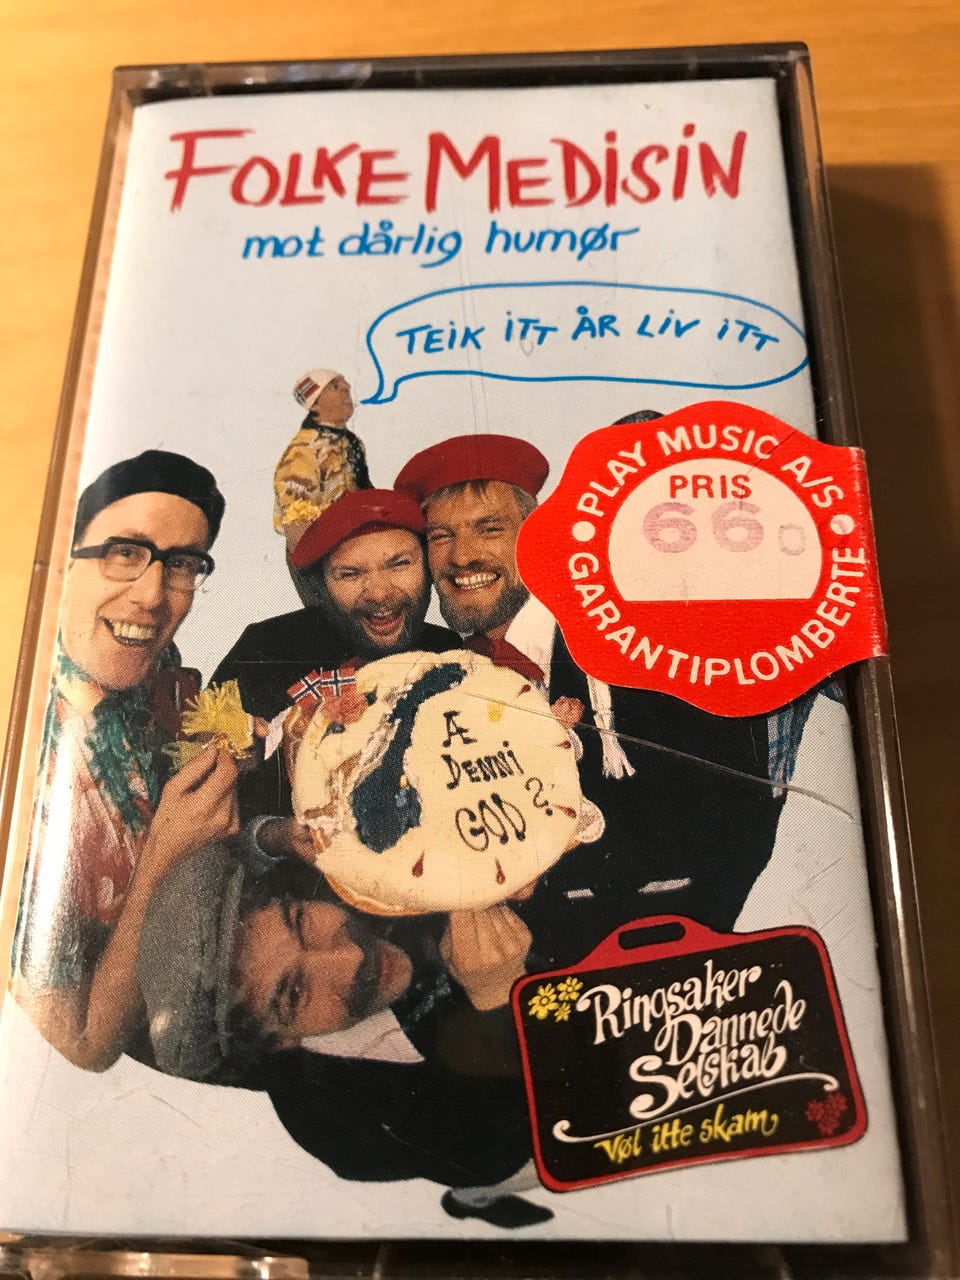 FOLKE MEDISIN
mot dårlig humør
TEIK ITT ÅR LIV ITT
PLAY MUSIC A/S
PRIS
66 0
GARANTIPLOMBERTE
Æ
DENNI
GOD?
Ringsaker
Dannede
Selskab
Vøl itte skam